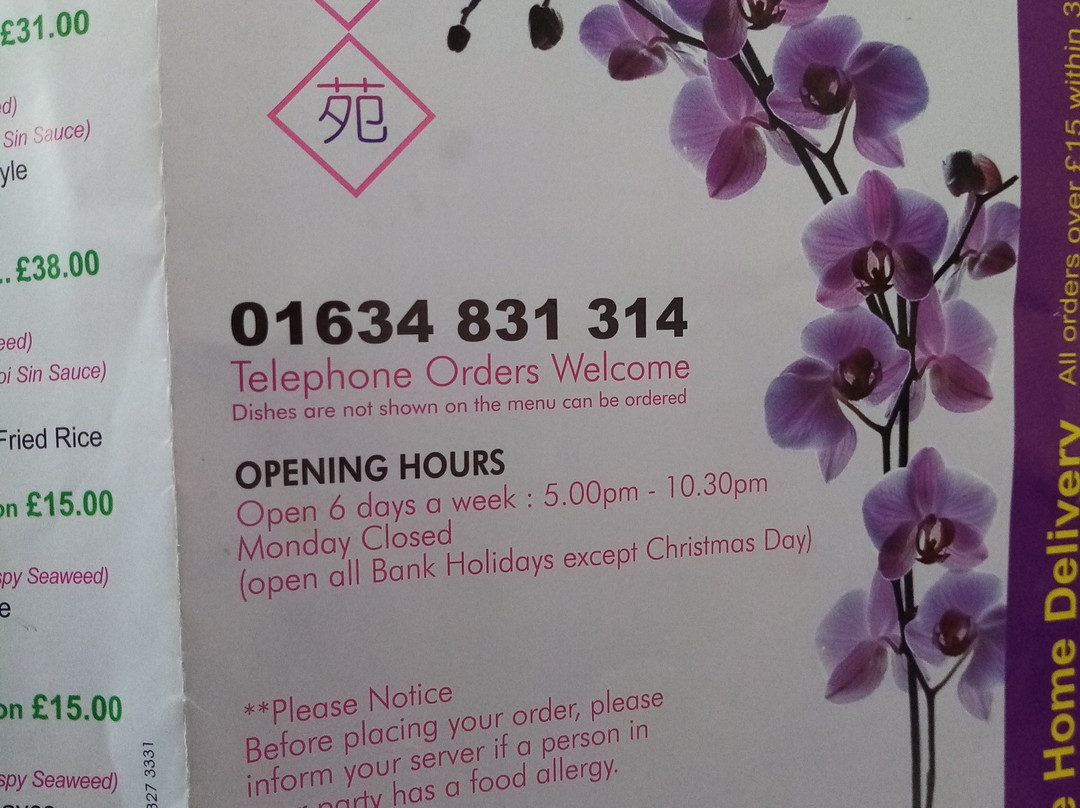 £31.00
ed)
Sin Sauce)
yle
..£38.00
eed)
oi Sin Sauce)
Fried Rice
on £15.00
spy Seaweed)
e
on £15.00
spy Seaweed)
327 3331
苑
01634 831 314
Telephone Orders Welcome
Dishes are not shown on the menu can be ordered
OPENING HOURS
Open 6 days a week : 5.00pm - 10.30pm
Monday Closed
(open all Bank Holidays except Christmas Day)
**Please Notice
Before placing your order, please
inform your server if a person in
party has a food allergy.
e Home Delivery All orders over £15 within 3